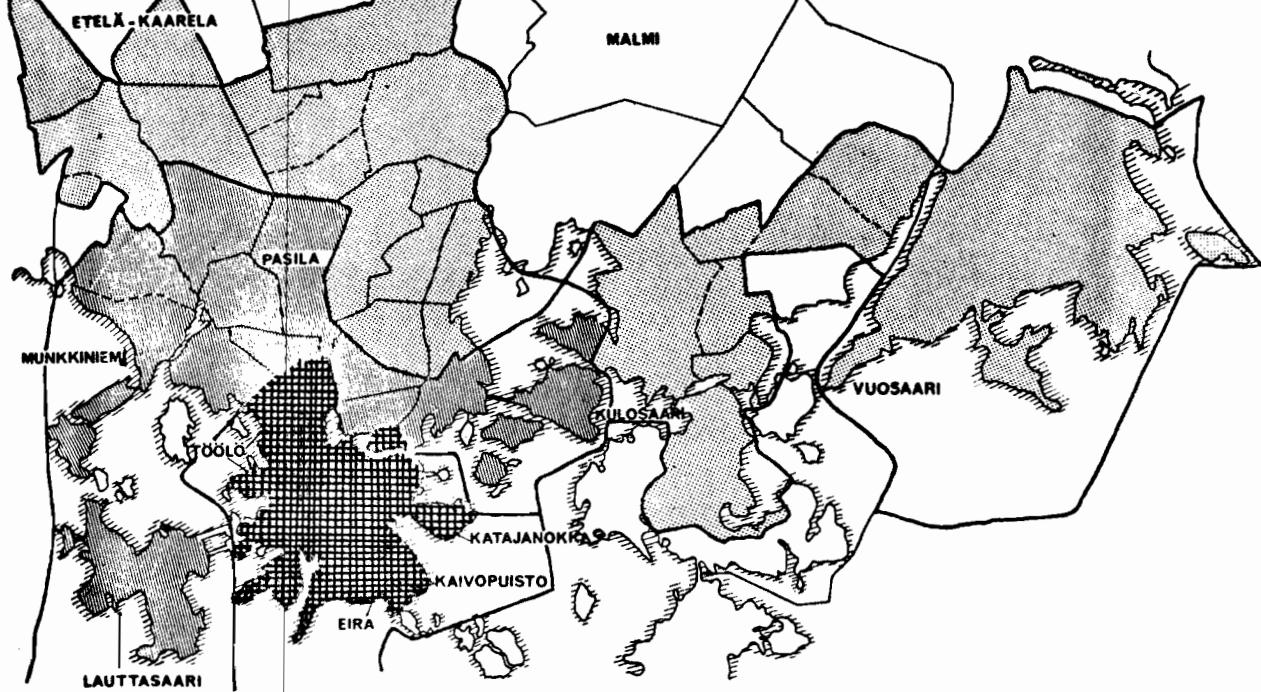 ETELÄ-KAARELA
MALMI
PASILA
MUNKKINIEMI
VUOSAARI
KULOSAARI
TÖÖLÖ
KATAJANOKKA
KAIVOPUISTO
EIRA
LAUTTASAARI